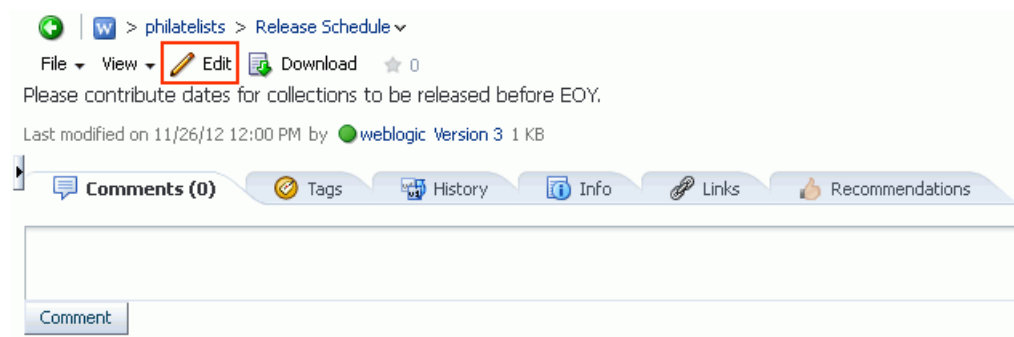 W > philatelists > Release Schedule
File View Edit Download 0
Please contribute dates for collections to be released before EOY.
Last modified on 11/26/12 12:00 PM by weblogic Version 3 1 KB
Comments (0) Tags History Info Links Recommendations
Comment